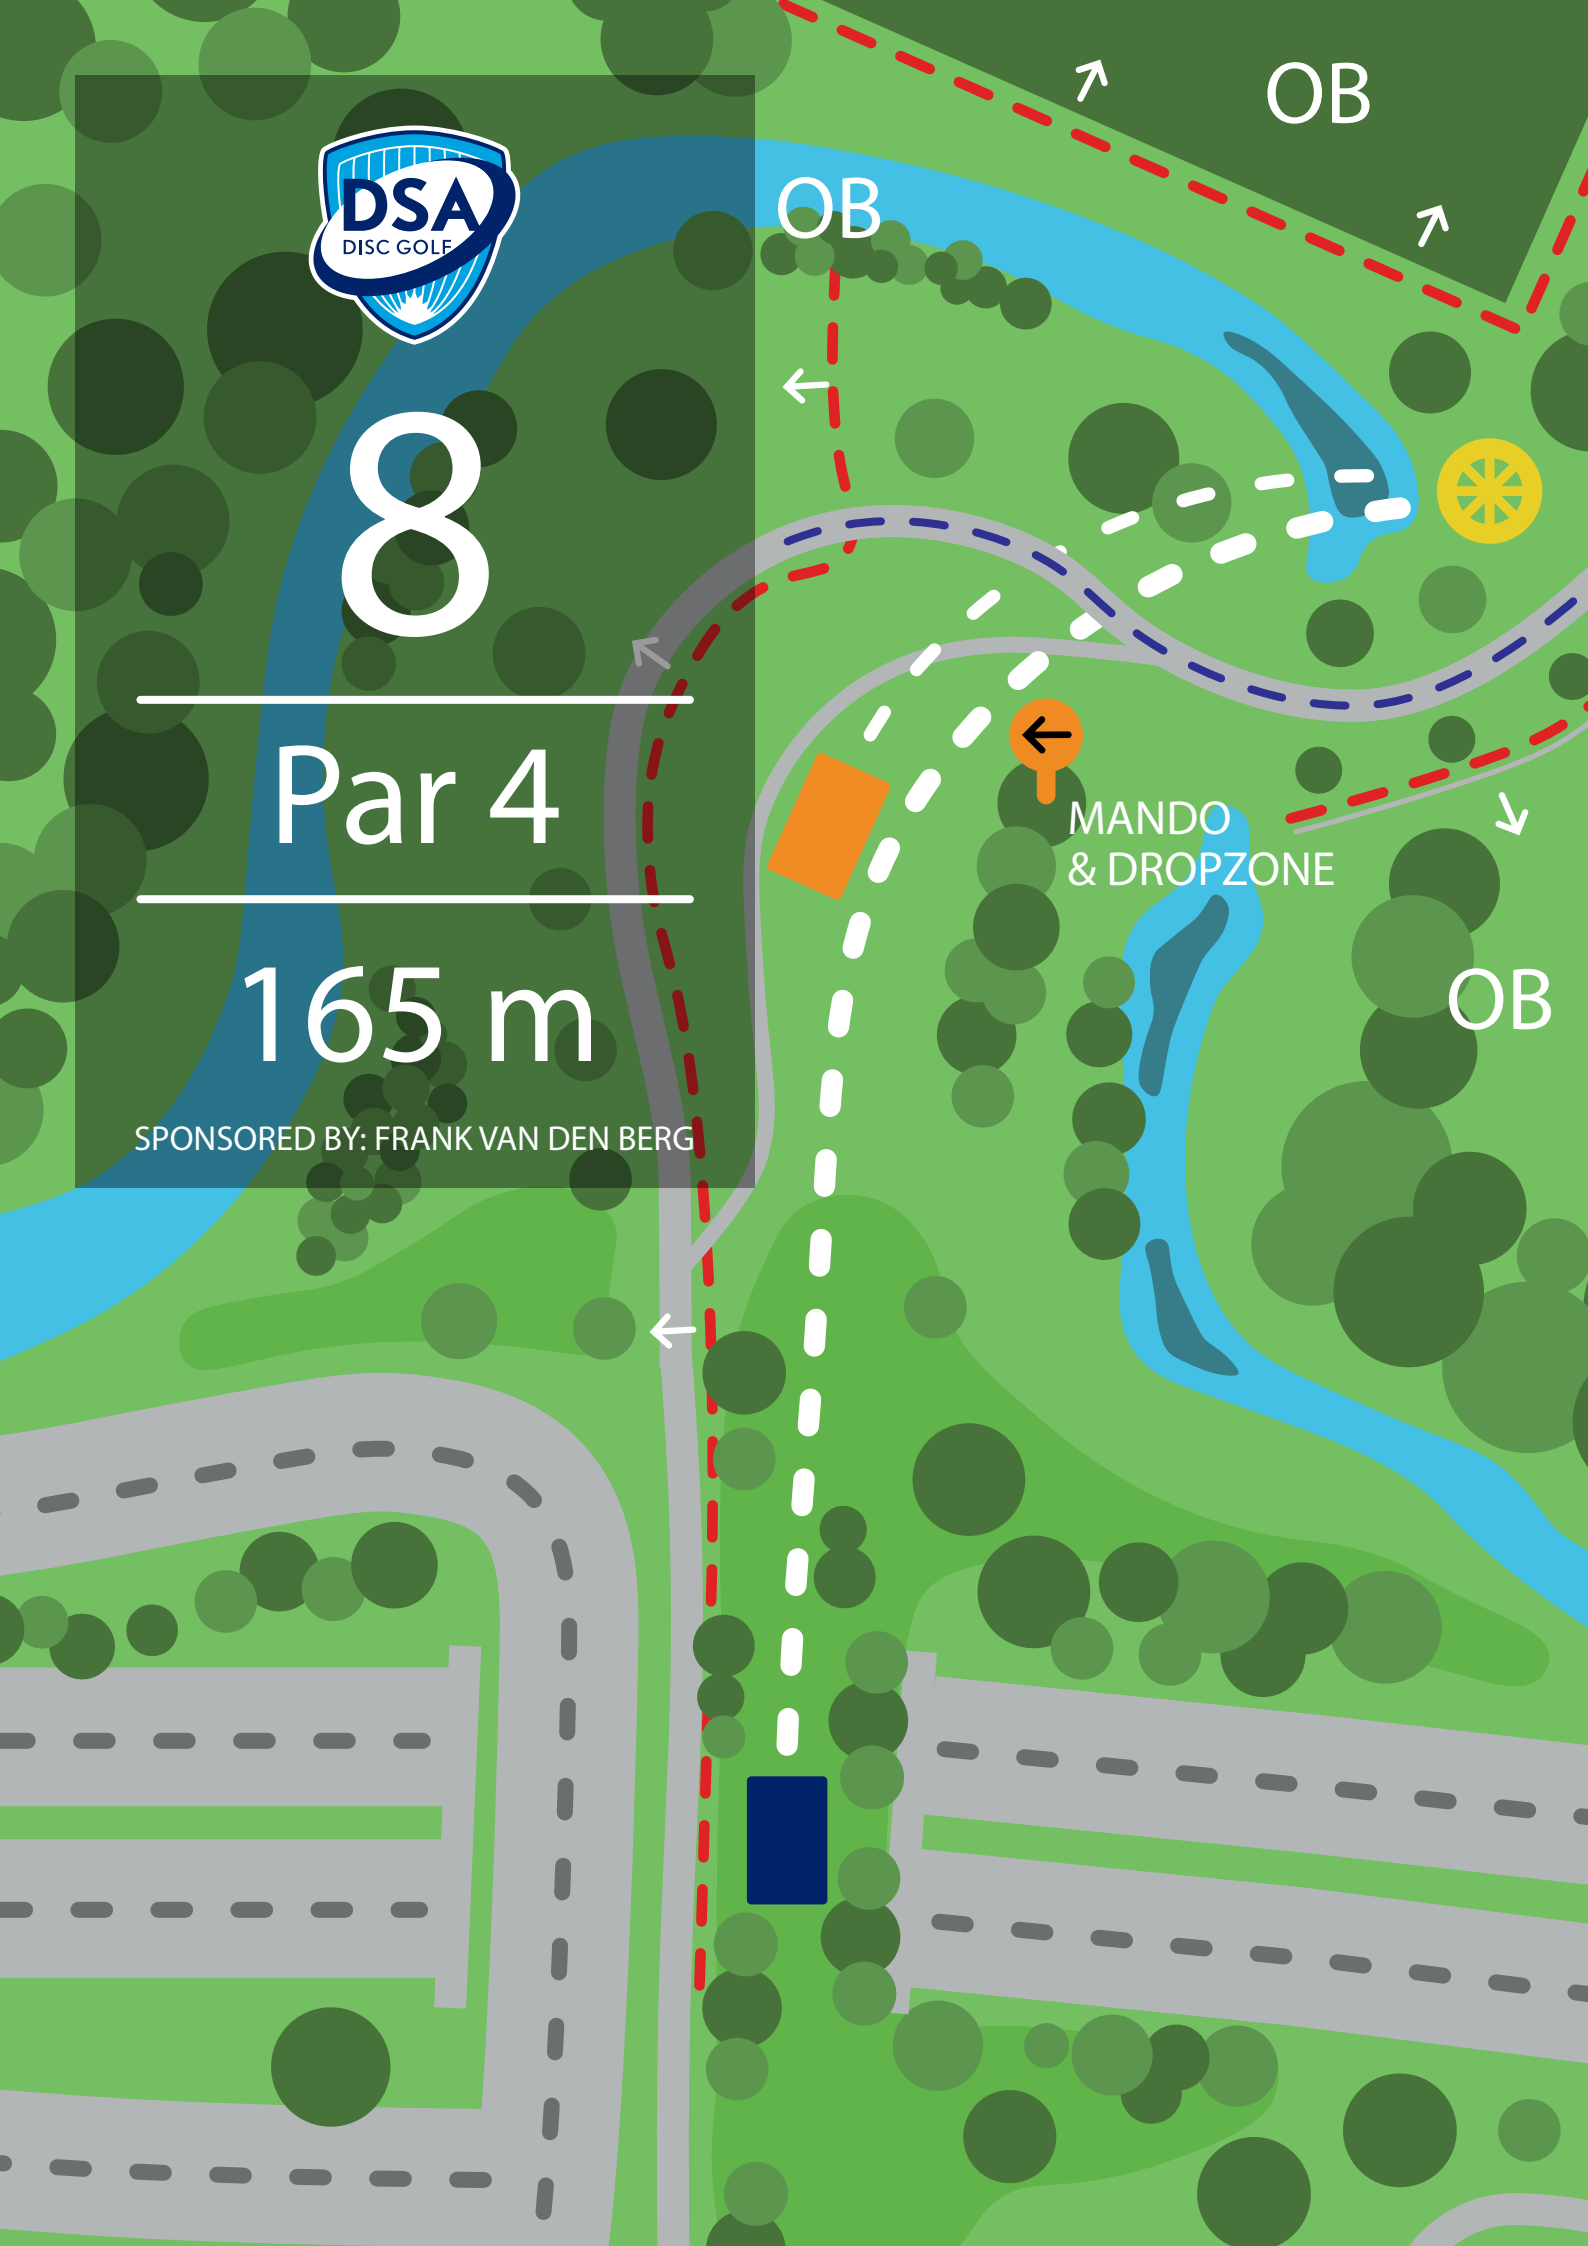 OB
OB
DSA
DISC GOLF
8
Par 4
165 m
SPONSORED BY: FRANK VAN DEN BERG
MANDO
& DROPZONE
OB